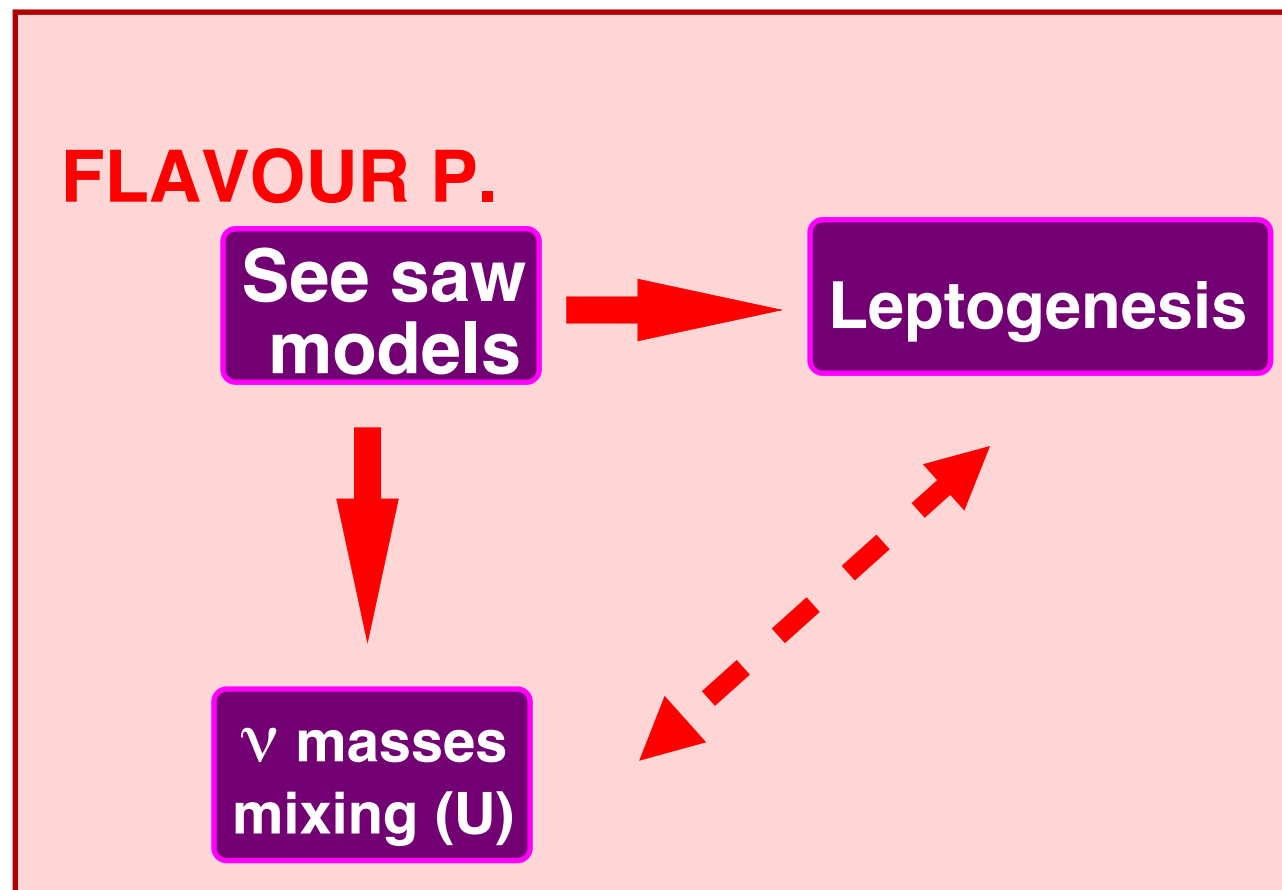 FLAVOUR P.
See saw
models
Leptogenesis
ν masses
mixing (U)